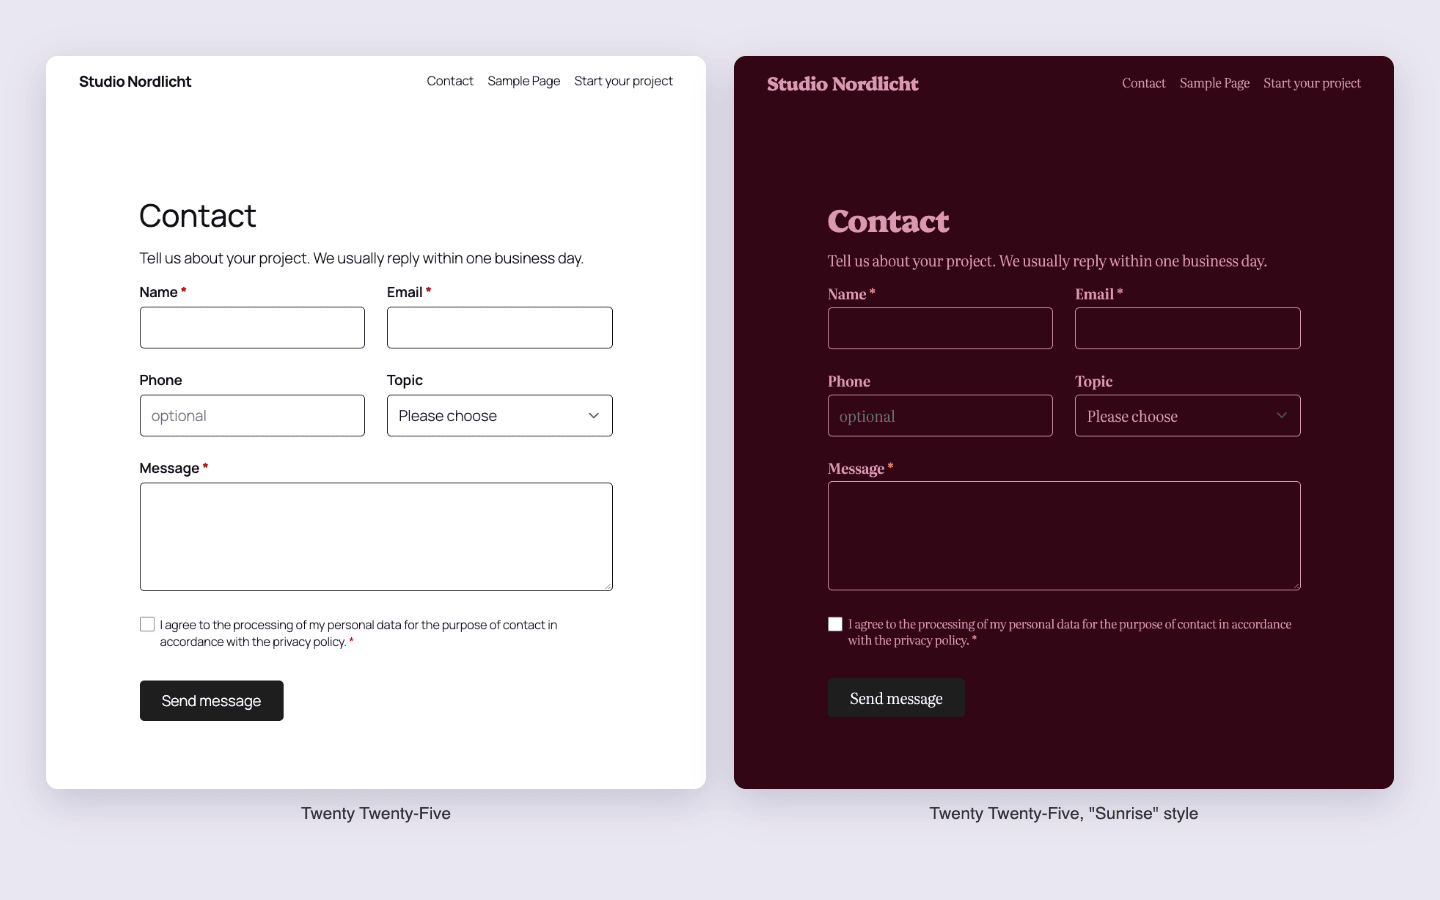 Studio Nordlicht
Contact Sample Page Start your project
Contact
Tell us about your project. We usually reply within one business day.
Name *
Email *
Phone
Topic
optional
Please choose
Message *
I agree to the processing of my personal data for the purpose of contact in
accordance with the privacy policy. *
Send message
Twenty Twenty-Five
Studio Nordlicht
Contact Sample Page Start your project
Contact
Tell us about your project. We usually reply within one business day.
Name *
Email *
Phone
Topic
optional
Please choose
Message *
I agree to the processing of my personal data for the purpose of contact in accordance
with the privacy policy. *
Send message
Twenty Twenty-Five, "Sunrise" style